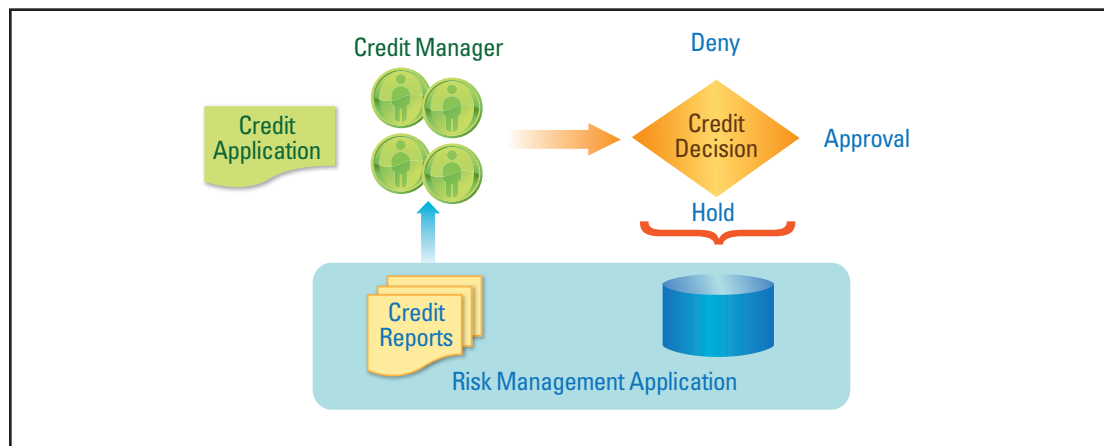 Credit Manager
Deny
Credit
Application
Credit
Decision
Approval
Hold
Credit
Reports
Risk Management Application